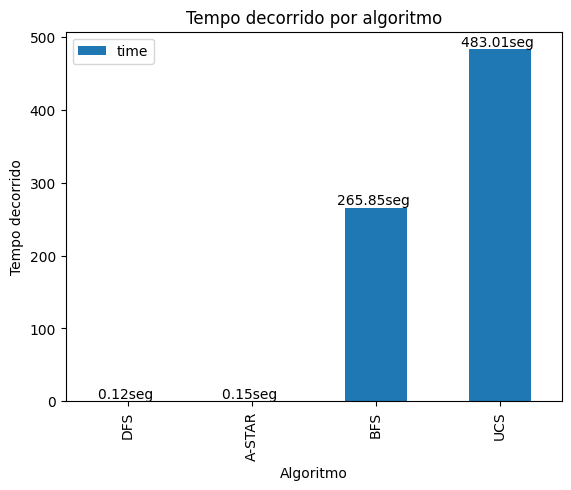 Tempo decorrido por algoritmo
time
Tempo decorrido
500
400
300
200
100
0
0.12seg
0.15seg
265.85seg
483.01seg
DFS
A-STAR
BFS
UCS
Algoritmo